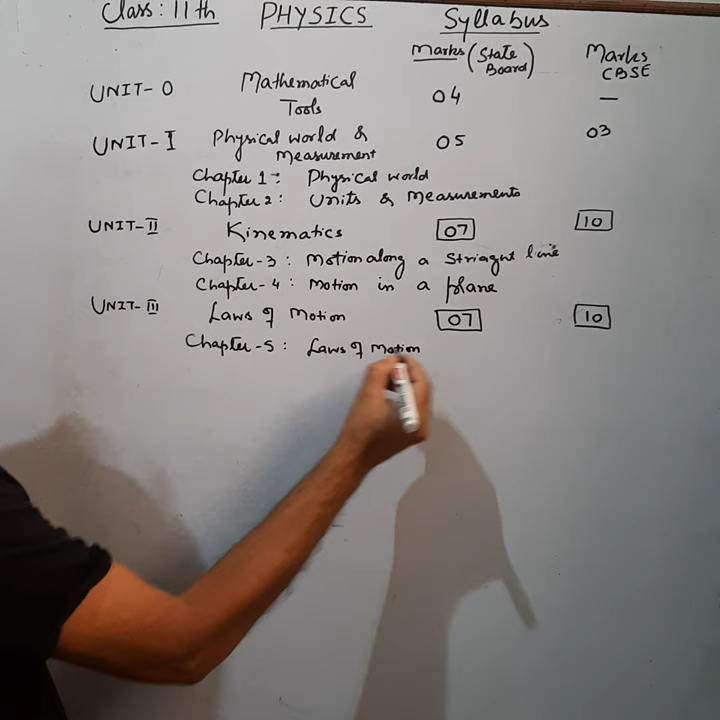 Class: 11th PHYSICS Syllabus
Marks (State Board) Marks CBSE
UNIT-0 Mathematical Tools 04 —
UNIT-I Physical world & Measurement 05 03
Chapter 1: Physical world
Chapter 2: Units & Measurements
UNIT-II Kinematics 07 10
Chapter-3: Motion along a Striagnt line
Chapter-4: Motion in a plane
UNIT-III Laws of Motion 07 10
Chapter-5: Laws of Motion